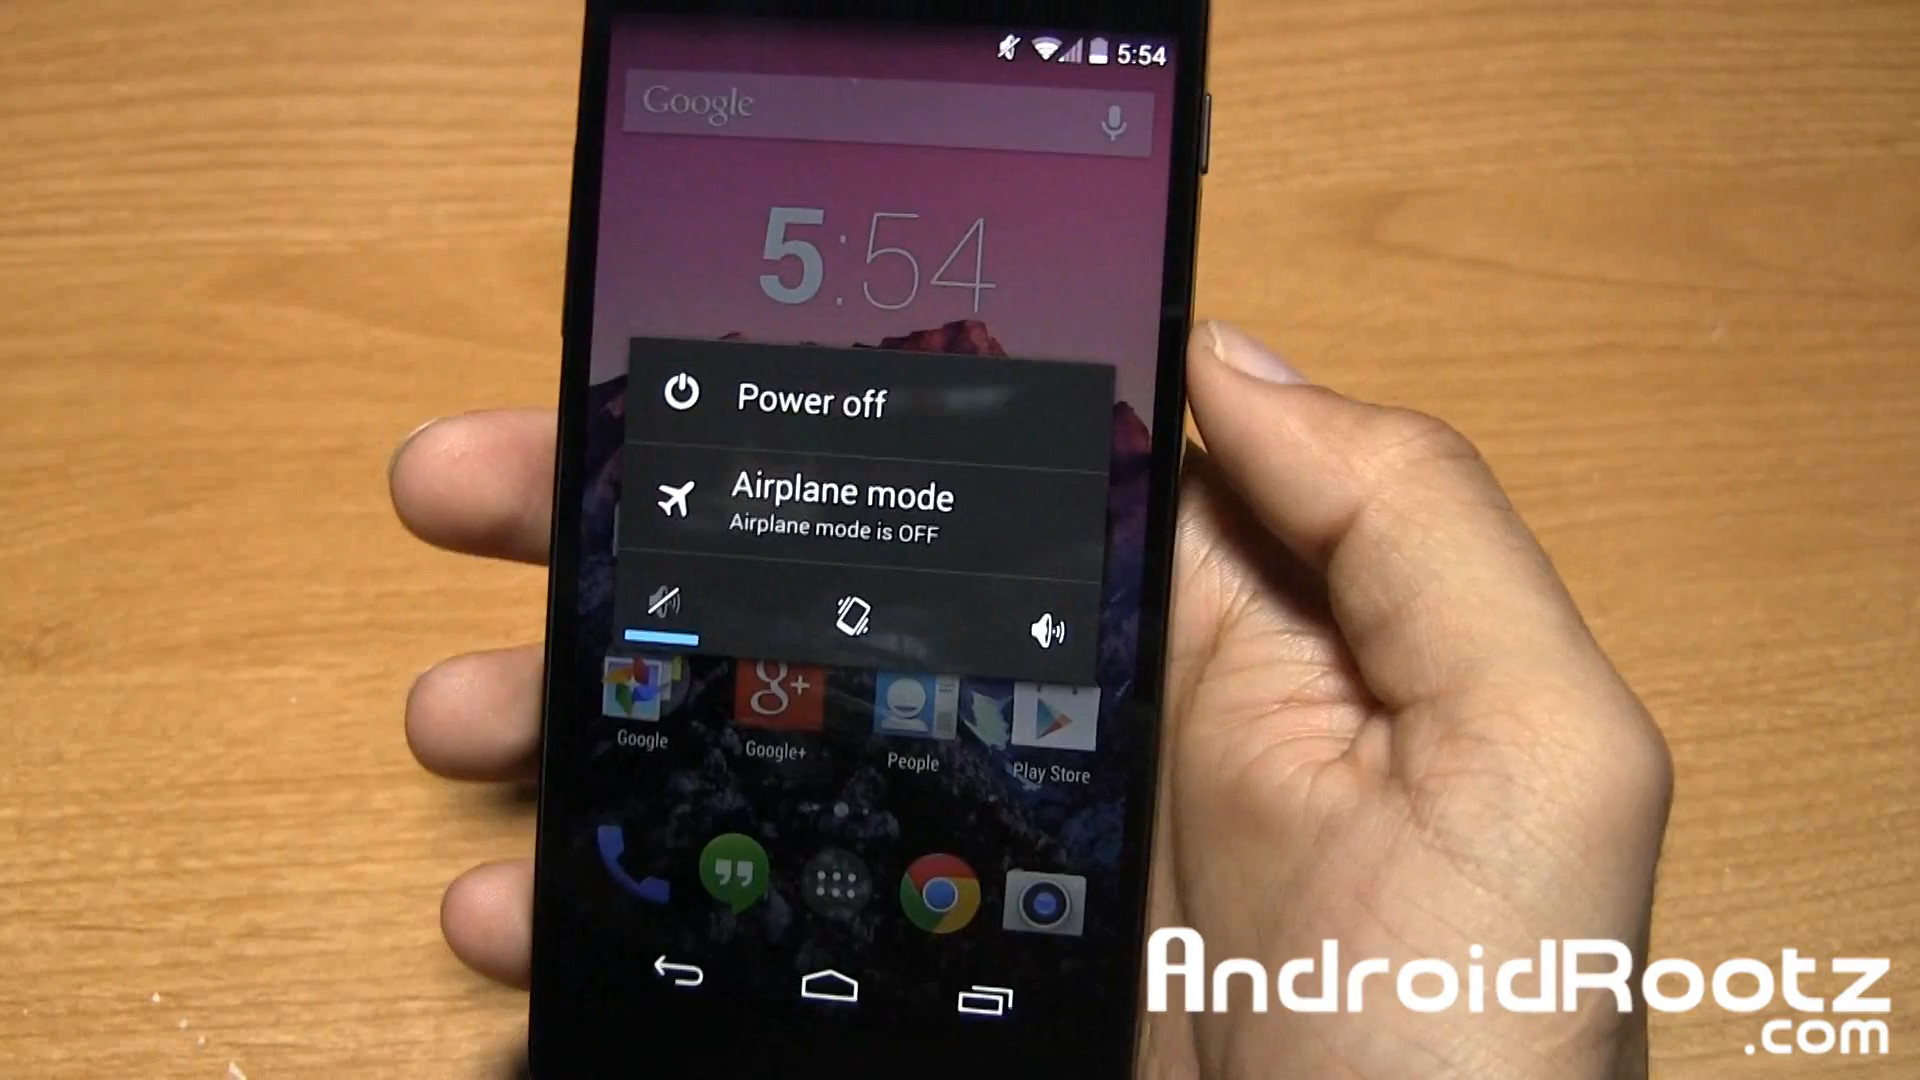 5:54
Google
5:54
Power off
Airplane mode
Airplane mode is OFF
g+
Google
Google+
People
Play Store
AndroidRootz
.com